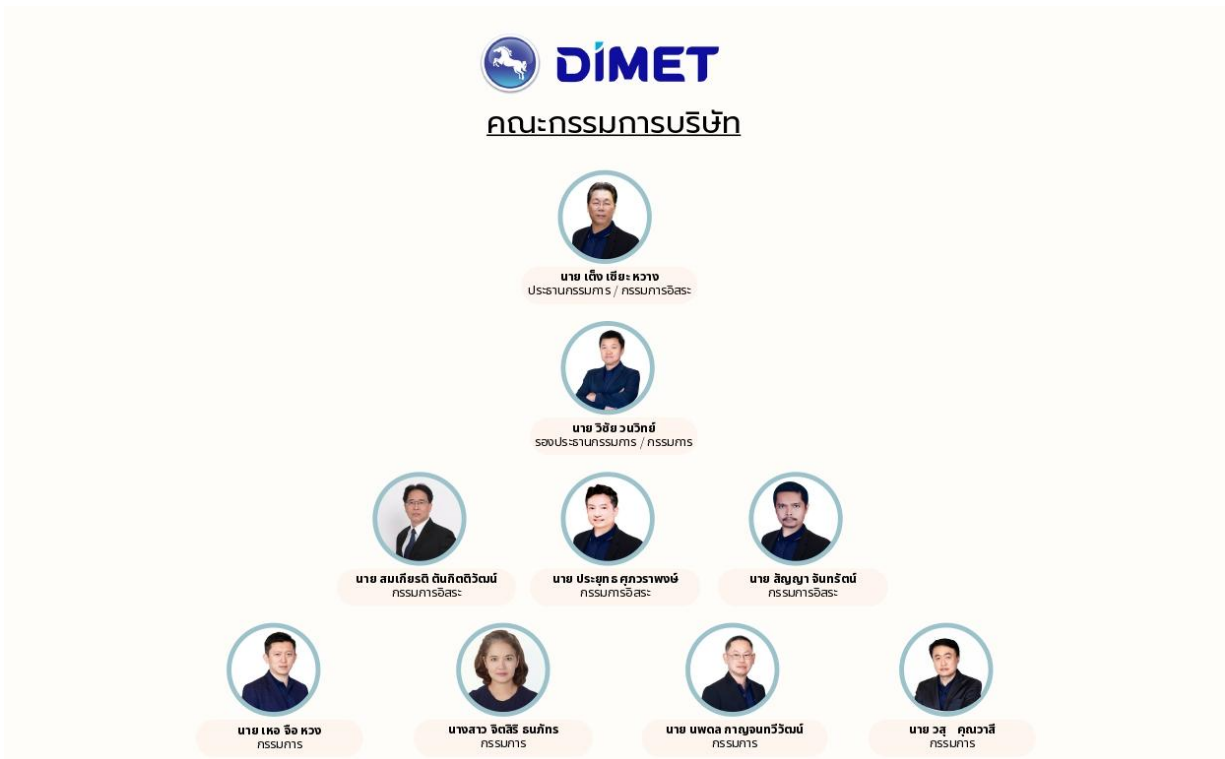 DiMET
คณะกรรมการบริษัท
นาย เต็ง เชียะ หวาง
ประธานกรรมการ / กรรมการอิสระ
นาย วิชัย วนวิทย์
รองประธานกรรมการ / กรรมการ
นาย สมเกียรติ ตันกิตติวัฒน์
กรรมการอิสระ
นาย ประยุทธ ศุภวราพงษ์
กรรมการอิสระ
นาย สัญญา จันทรัตน์
กรรมการอิสระ
นาย เหอ จือ หวง
กรรมการ
นางสาว จิตสิริ ธนภัทร
กรรมการ
นาย นพดล กาญจนทวีวัฒน์
กรรมการ
นาย วสุ คุณวาสี
กรรมการ